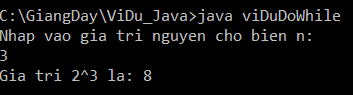 C:\GiangDay\ViDu_Java>java viDuDoWhile
Nhap vao gia tri nguyen cho bien n:
3
Gia tri 2^3 la: 8